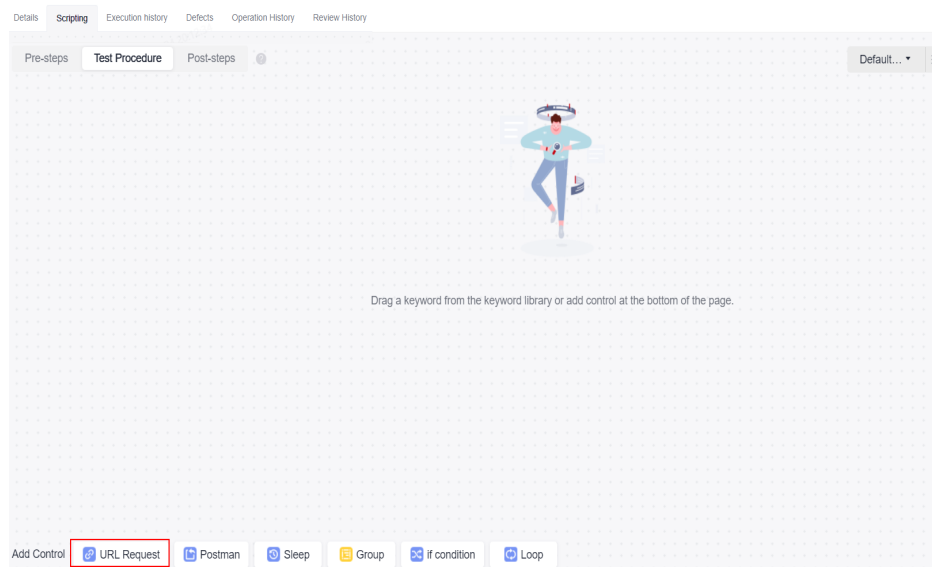 Details Scripting Execution history Defects Operation History Review History
Pre-steps Test Procedure Post-steps ?
Default... ▾
Drag a keyword from the keyword library or add control at the bottom of the page.
Add Control URL Request Postman Sleep Group if condition Loop